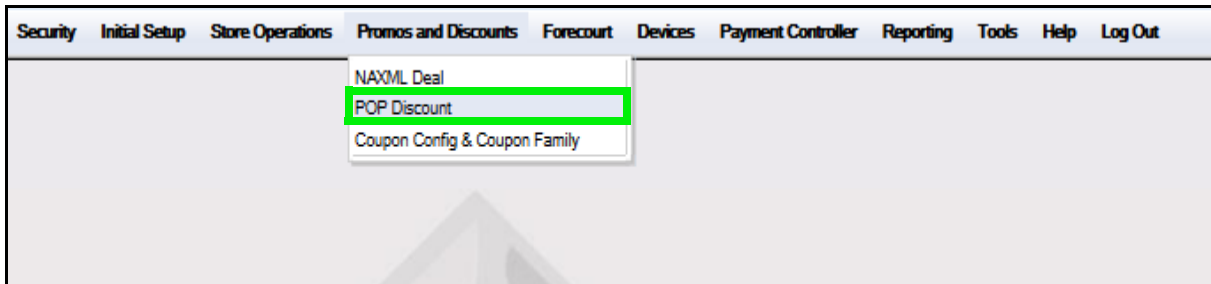 Security Initial Setup Store Operations Promos and Discounts Forecourt Devices Payment Controller Reporting Tools Help Log Out
NAXML Deal
POP Discount
Coupon Config & Coupon Family